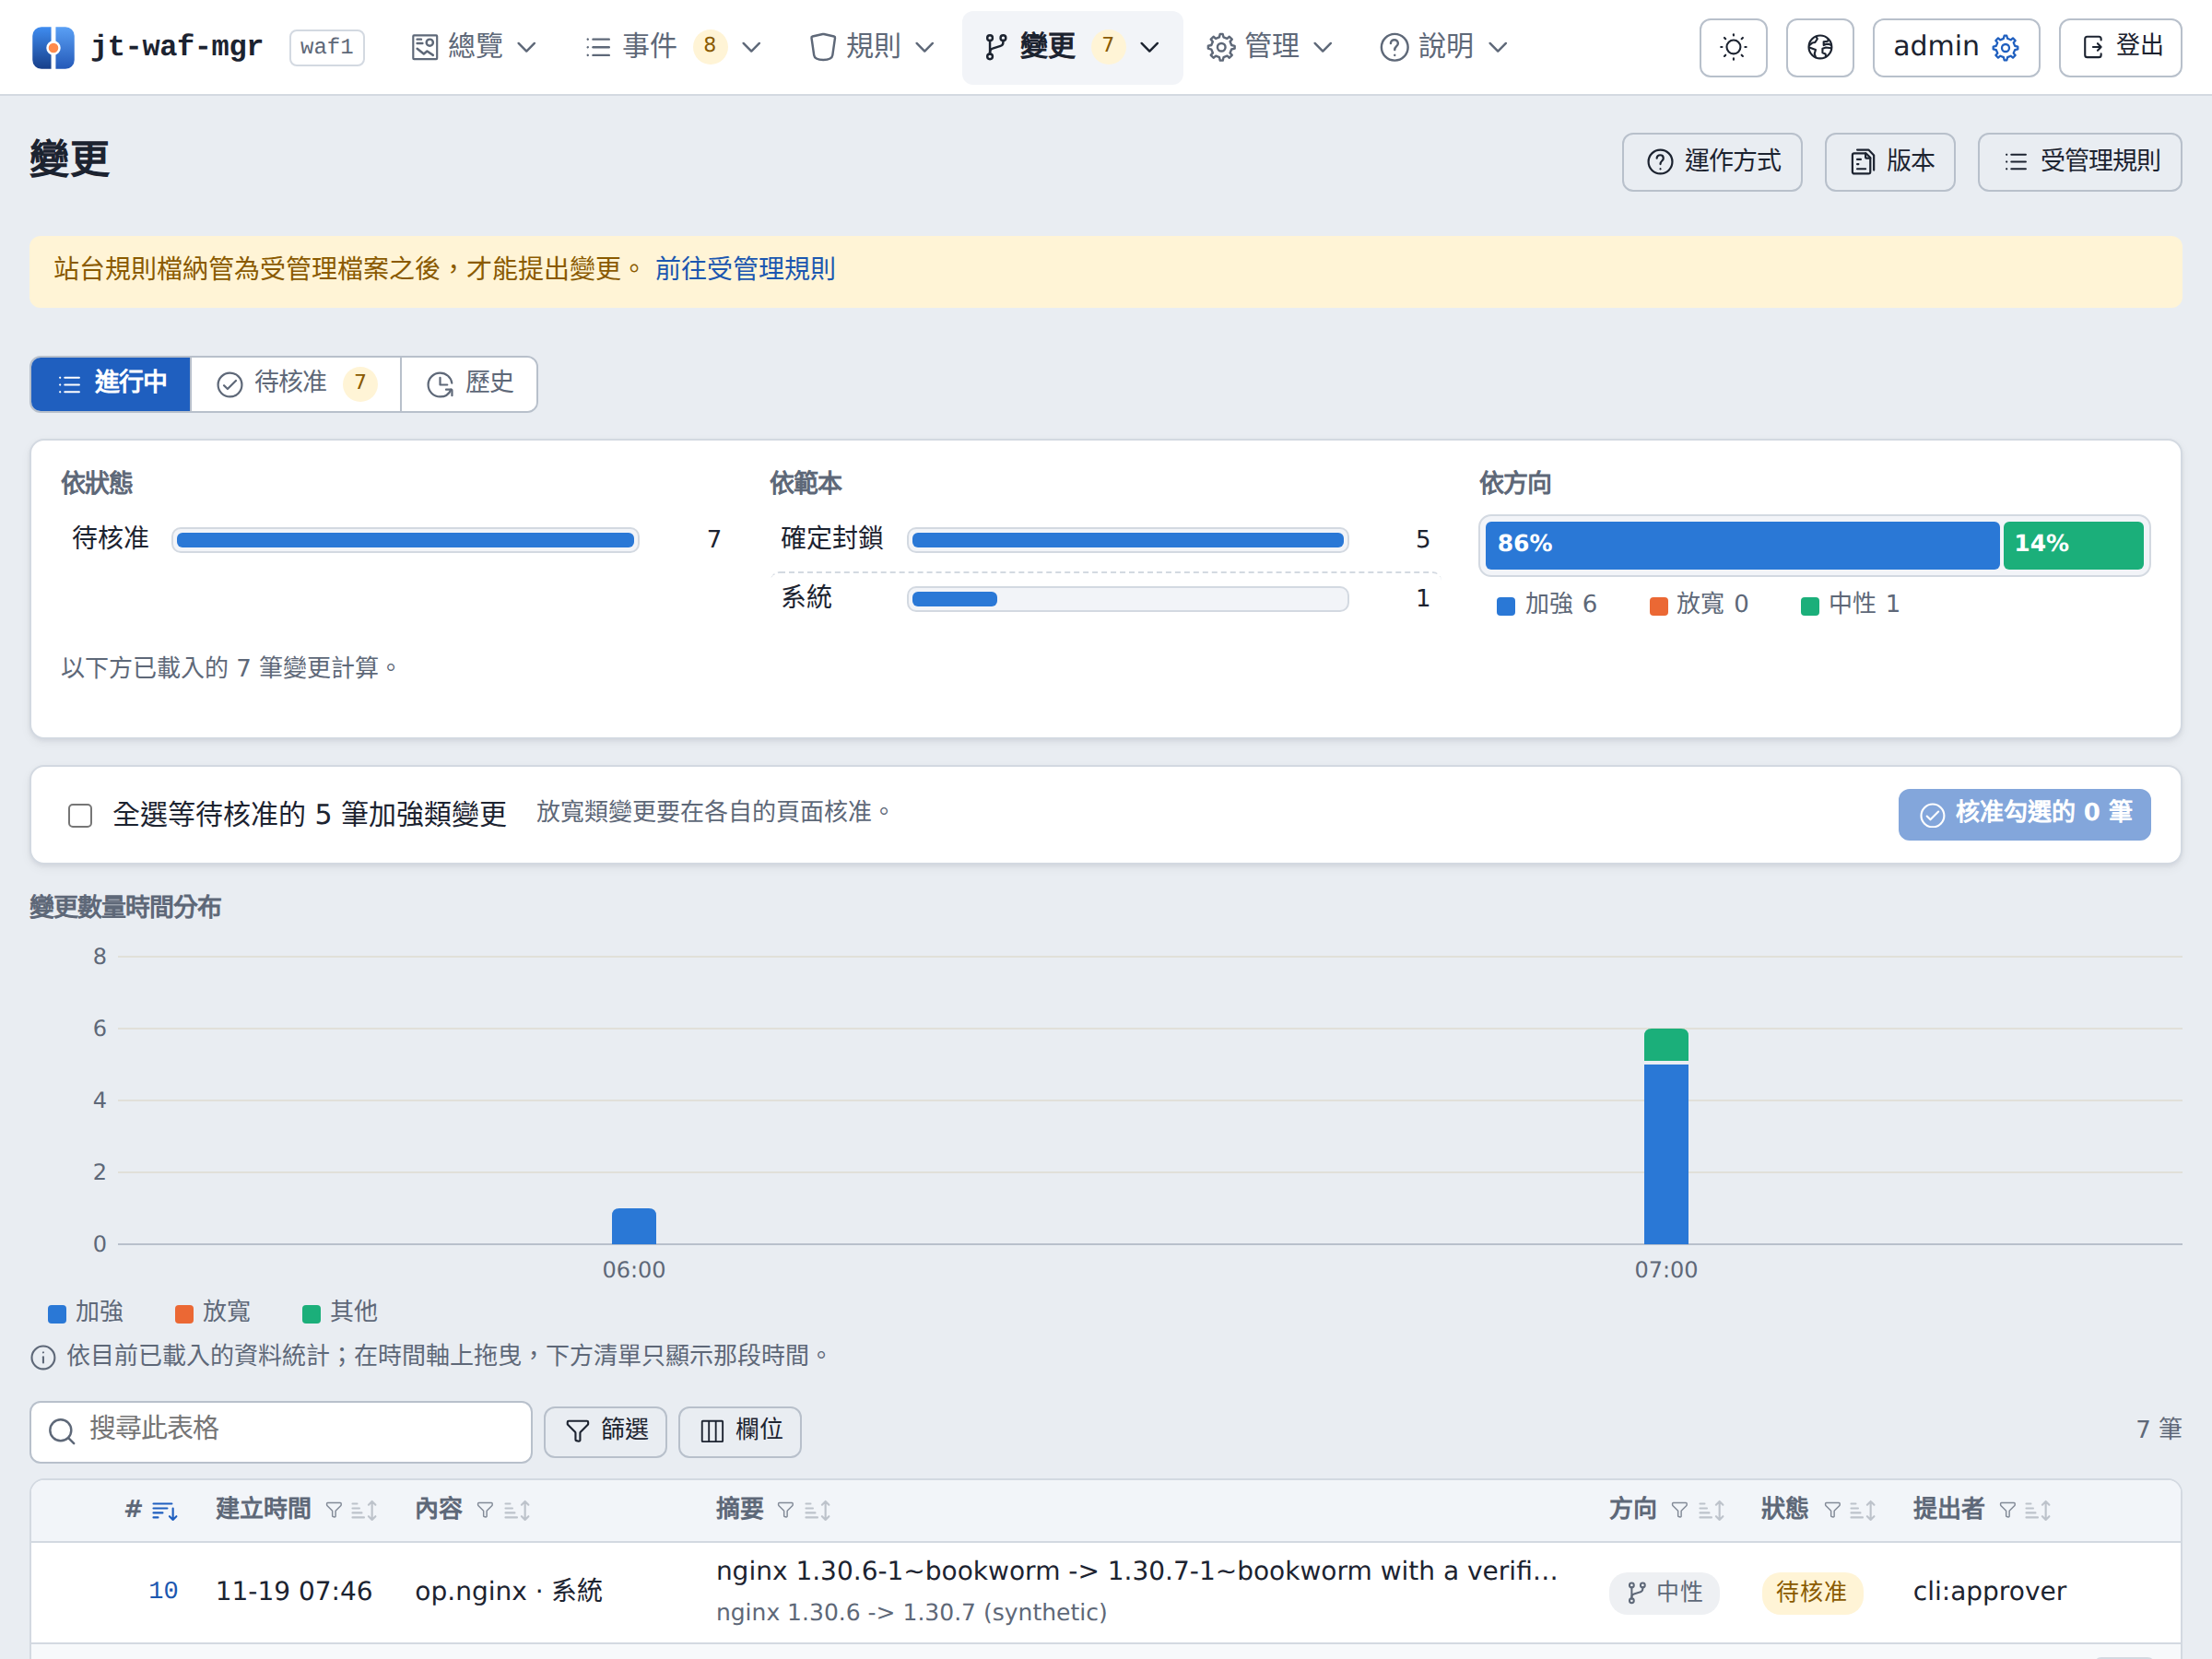 jt-waf-mgr waf1 總覽 事件 8 規則 變更 7 管理 說明 admin 登出
變更 運作方式 版本 受管理規則
站台規則檔納管為受管理檔案之後，才能提出變更。 前往受管理規則
進行中 待核准 7 歷史
依狀態 依範本 依方向
待核准 7 確定封鎖 5 86% 14%
系統 1 加強 6 放寬 0 中性 1
以下方已載入的 7 筆變更計算。
全選等待核准的 5 筆加強類變更 放寬類變更要在各自的頁面核准。 核准勾選的 0 筆
變更數量時間分布
8
6
4
2
0
06:00 07:00
加強 放寬 其他
依目前已載入的資料統計；在時間軸上拖曳，下方清單只顯示那段時間。
搜尋此表格 篩選 欄位 7 筆
# 建立時間 內容 摘要 方向 狀態 提出者
10 11-19 07:46 op.nginx · 系統 nginx 1.30.6-1~bookworm -> 1.30.7-1~bookworm with a verifi… 中性 待核准 cli:approver
nginx 1.30.6 -> 1.30.7 (synthetic)